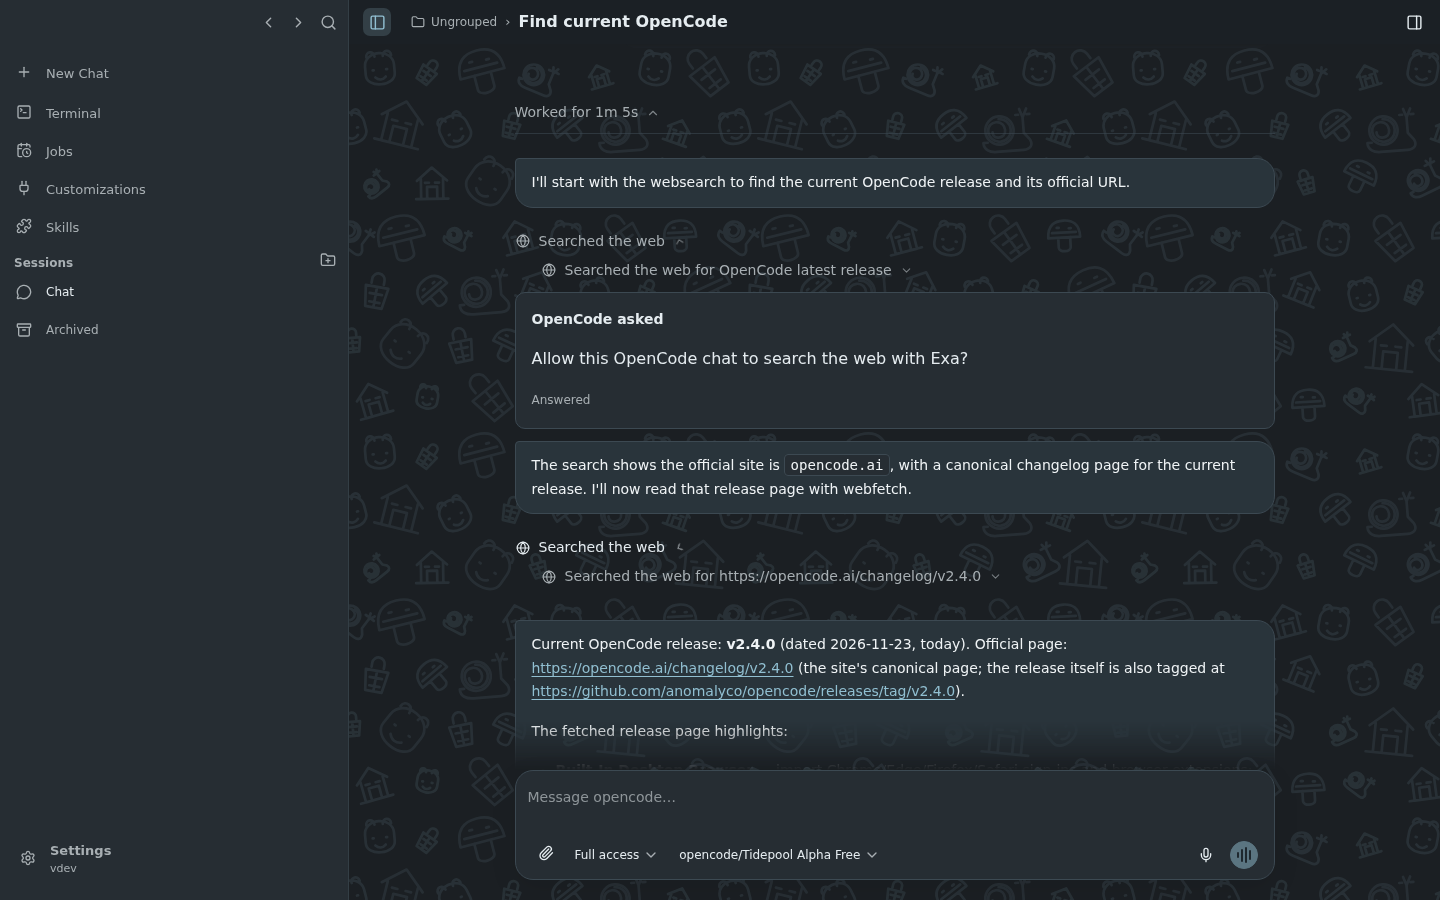 Ungrouped › Find current OpenCode
New Chat
Terminal
Jobs
Customizations
Skills
Sessions
Chat
Archived
Settings
vdev
Worked for 1m 5s
I'll start with the websearch to find the current OpenCode release and its official URL.
Searched the web
Searched the web for OpenCode latest release
OpenCode asked
Allow this OpenCode chat to search the web with Exa?
Answered
The search shows the official site is opencode.ai, with a canonical changelog page for the current
release. I'll now read that release page with webfetch.
Searched the web
Searched the web for https://opencode.ai/changelog/v2.4.0
Current OpenCode release: v2.4.0 (dated 2026-11-23, today). Official page:
https://opencode.ai/changelog/v2.4.0 (the site's canonical page; the release itself is also tagged at
https://github.com/anomalyco/opencode/releases/tag/v2.4.0).
The fetched release page highlights:
Message opencode...
Full access
opencode/Tidepool Alpha Free